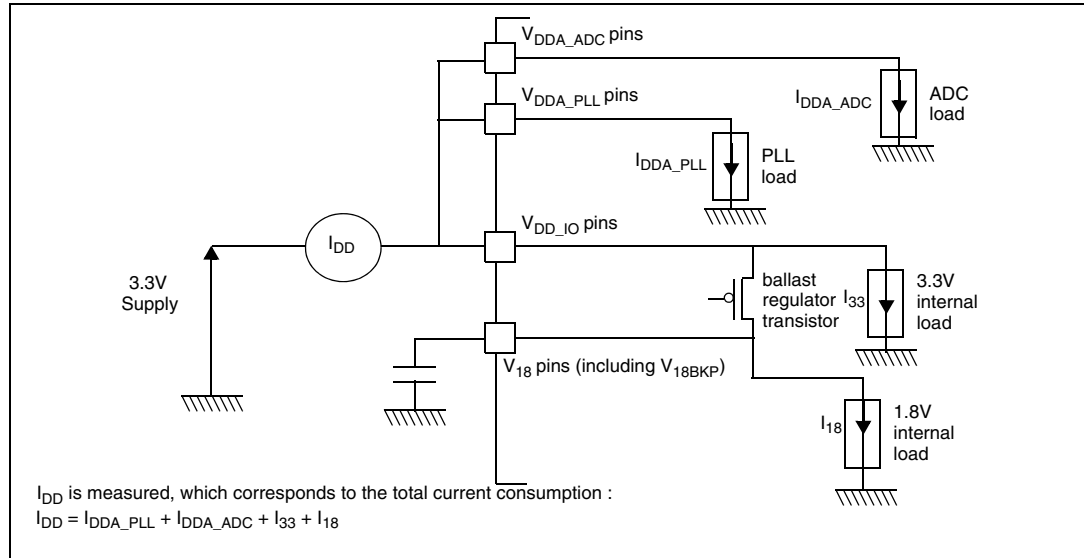 VDDA_ADC pins
IDDA_ADC
ADC
load
VDDA_PLL pins
IDDA_PLL
PLL
load
VDD_IO pins
IDD
3.3V
Supply
ballast
regulator
transistor
I33
3.3V
internal
load
V18 pins (including V18BKP)
I18
1.8V
internal
load
IDD is measured, which corresponds to the total current consumption :
IDD = IDDA_PLL + IDDA_ADC + I33 + I18